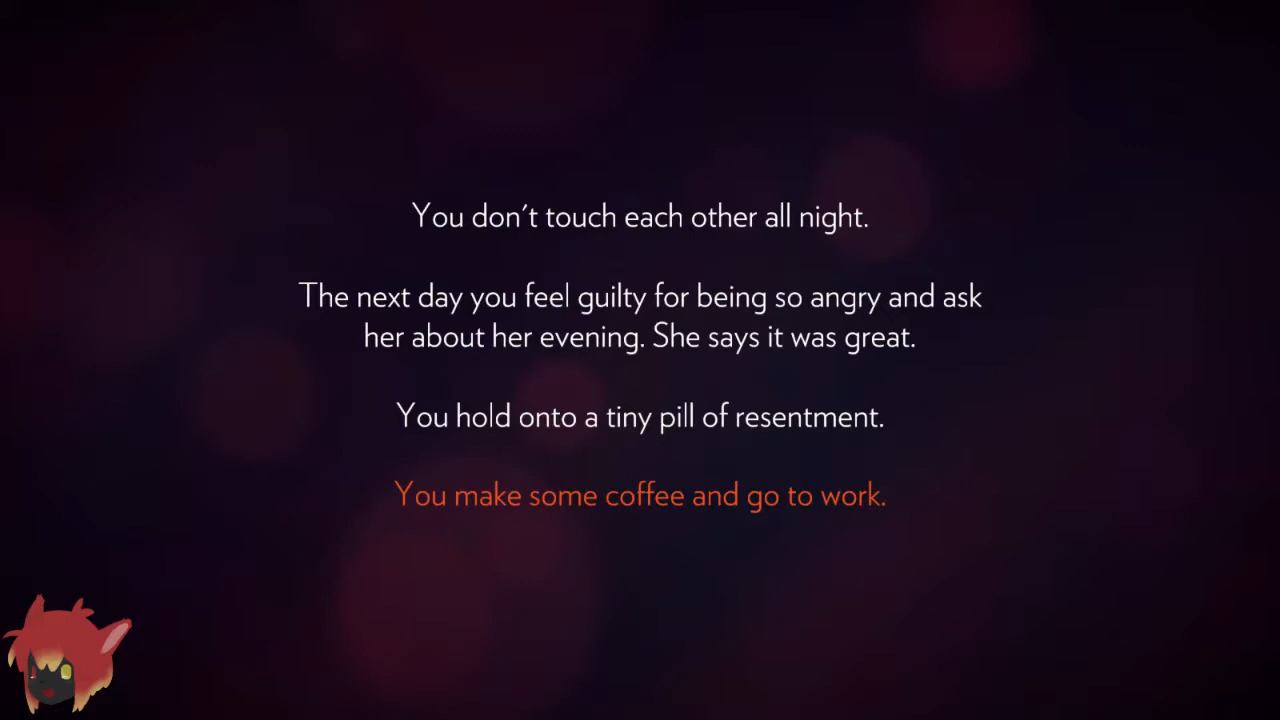 You don't touch each other all night.
The next day you feel guilty for being so angry and ask
her about her evening. She says it was great.
You hold onto a tiny pill of resentment.
You make some coffee and go to work.